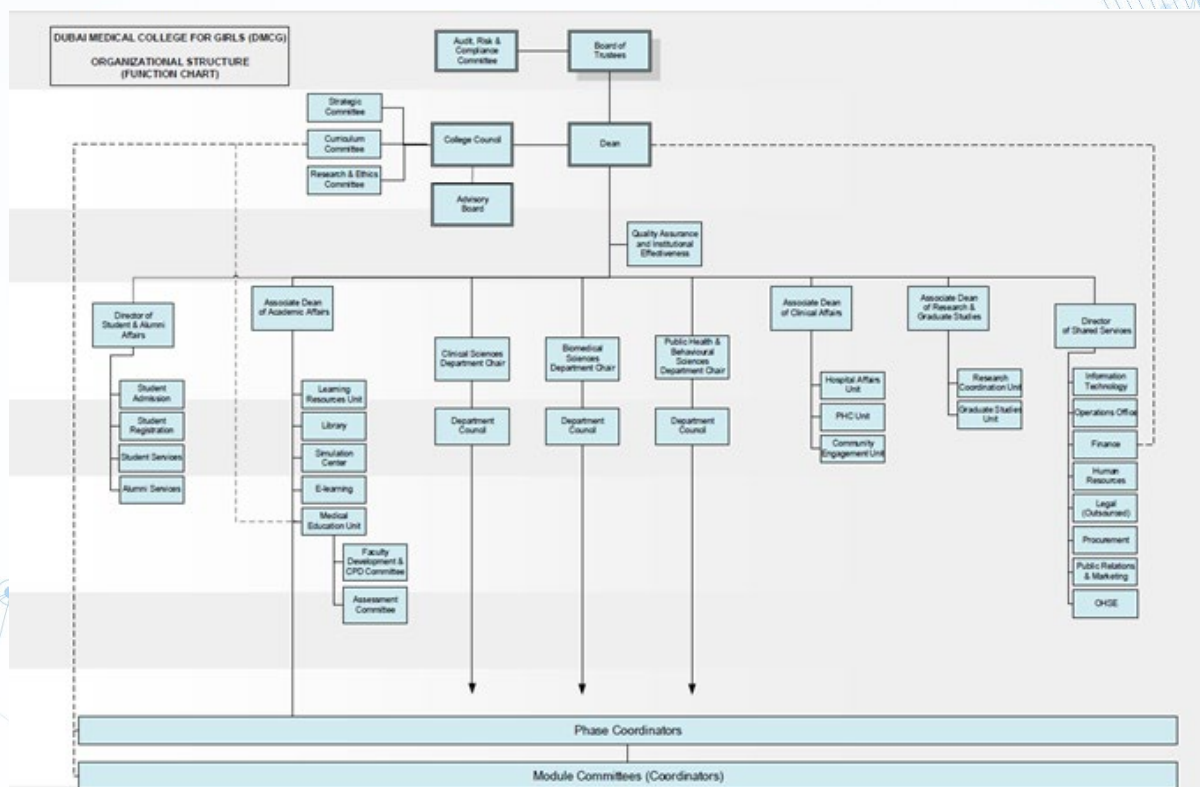 DUBAI MEDICAL COLLEGE FOR GIRLS (DMCG)
ORGANIZATIONAL STRUCTURE
(FUNCTION CHART)
Audit, Risk &
Compliance
Committee
Board of
Trustees
Strategic
Committee
Curriculum
Committee
Research & Ethics
Committee
College Council
Dean
Advisory
Board
Quality Assurance
and Institutional
Effectiveness
Director of
Student & Alumni
Affairs
Student
Admission
Student
Registration
Student Services
Alumni Services
Associate Dean
of Academic Affairs
Learning
Resources Unit
Library
Simulation
Center
E-learning
Medical
Education Unit
Faculty
Development &
CPD Committee
Assessment
Committee
Clinical Sciences
Department Chair
Department
Council
Biomedical
Sciences
Department Chair
Department
Council
Public Health &
Behavioural
Sciences
Department Chair
Department
Council
Associate Dean
of Clinical Affairs
Hospital Affairs
Unit
PHC Unit
Community
Engagement Unit
Associate Dean
of Research &
Graduate Studies
Research
Coordination Unit
Graduate Studies
Unit
Director
of Shared Services
Information
Technology
Operations Office
Finance
Human
Resources
Legal
(Outsourced)
Procurement
Public Relations
& Marketing
OHSE
Phase Coordinators
Module Committees (Coordinators)